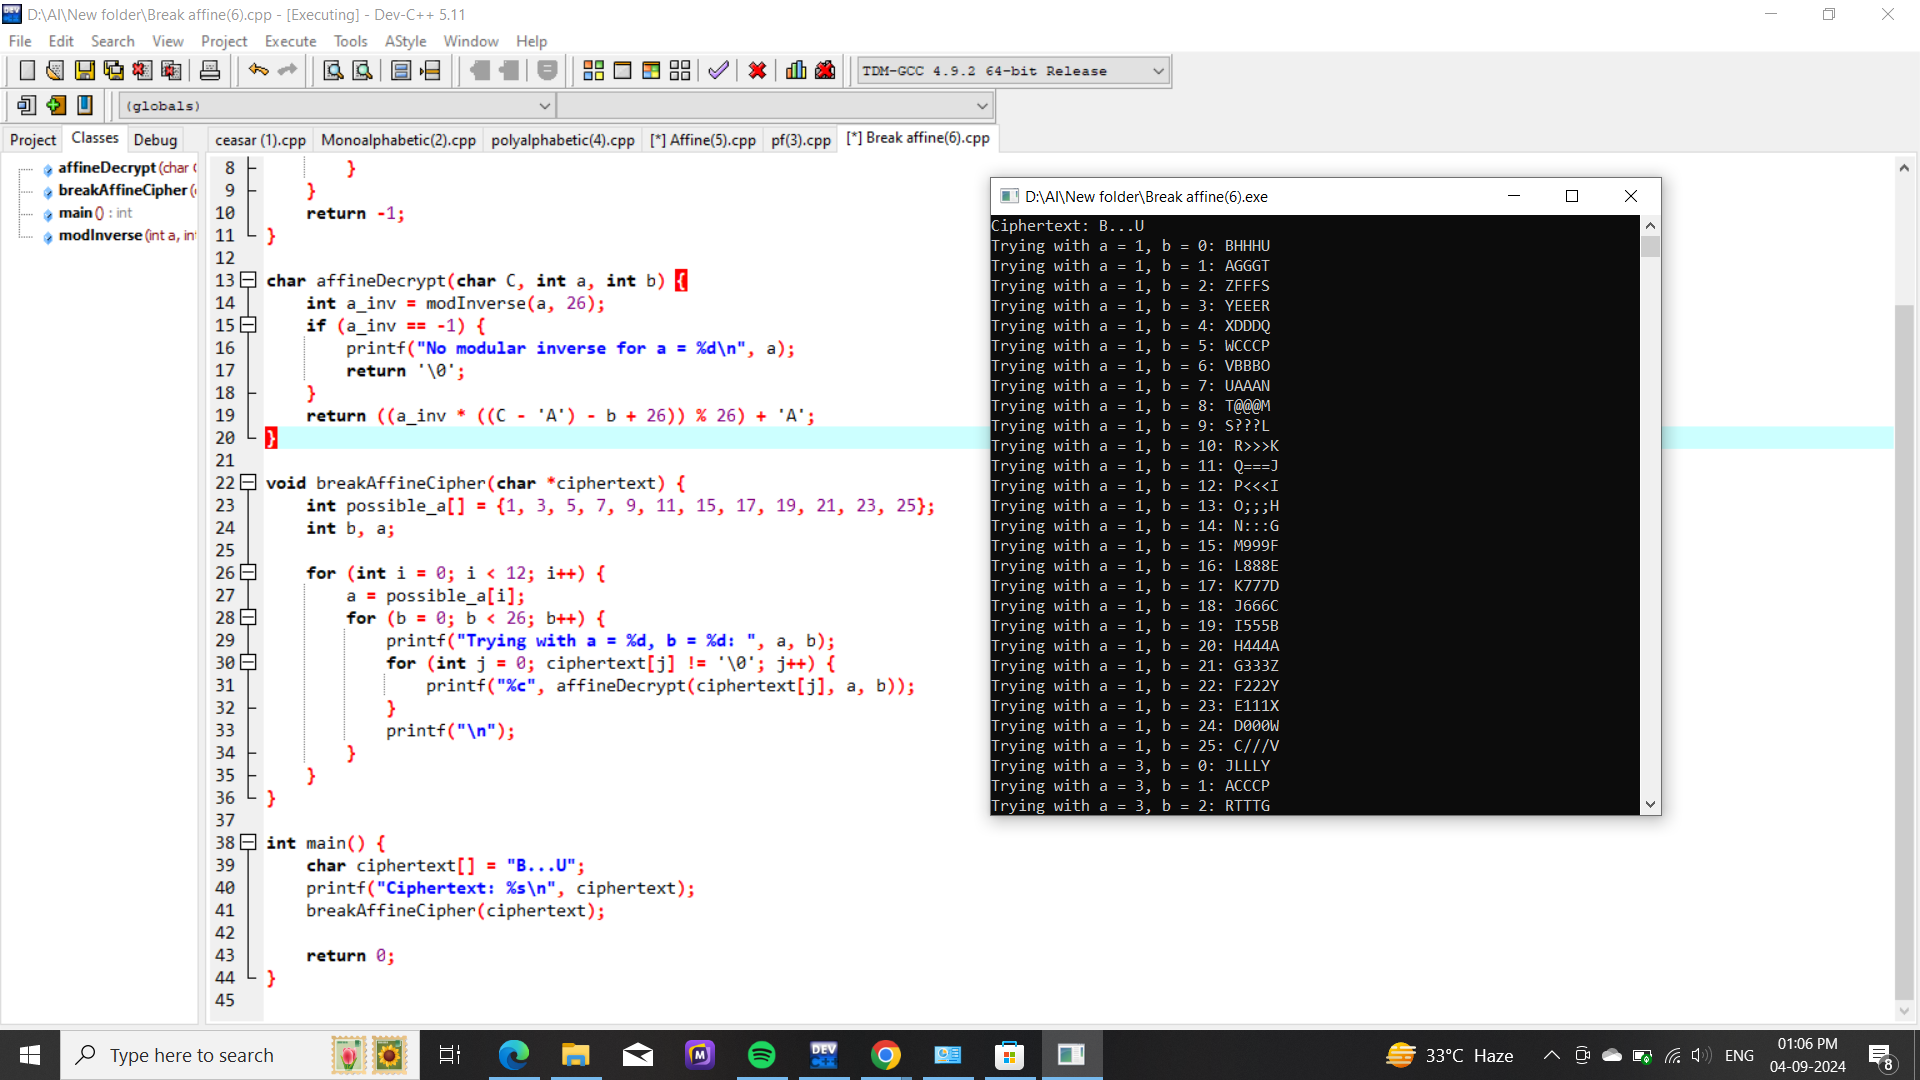 D:\AI\New folder\Break affine(6).cpp - [Executing] - Dev-C++ 5.11
File Edit Search View Project Execute Tools AStyle Window Help
TDM-GCC 4.9.2 64-bit Release
(globals)
Project Classes Debug
ceasar (1).cpp Monoalphabetic(2).cpp polyalphabetic(4).cpp [*] Affine(5).cpp pf(3).cpp [*] Break affine(6).cpp
affineDecrypt (char
breakAffineCipher (
main () : int
modInverse (int a, in
8 }
9 }
10 return -1;
11 }
12
13 char affineDecrypt(char C, int a, int b) {
14 int a_inv = modInverse(a, 26);
15 if (a_inv == -1) {
16 printf("No modular inverse for a = %d\n", a);
17 return '\0';
18 }
19 return ((a_inv * ((C - 'A') - b + 26)) % 26) + 'A';
20 }
21
22 void breakAffineCipher(char *ciphertext) {
23 int possible_a[] = {1, 3, 5, 7, 9, 11, 15, 17, 19, 21, 23, 25};
24 int b, a;
25
26 for (int i = 0; i < 12; i++) {
27 a = possible_a[i];
28 for (b = 0; b < 26; b++) {
29 printf("Trying with a = %d, b = %d: ", a, b);
30 for (int j = 0; ciphertext[j] != '\0'; j++) {
31 printf("%c", affineDecrypt(ciphertext[j], a, b));
32 }
33 printf("\n");
34 }
35 }
36 }
37
38 int main() {
39 char ciphertext[] = "B...U";
40 printf("Ciphertext: %s\n", ciphertext);
41 breakAffineCipher(ciphertext);
42
43 return 0;
44 }
45
D:\AI\New folder\Break affine(6).exe
Ciphertext: B...U
Trying with a = 1, b = 0: BHHHU
Trying with a = 1, b = 1: AGGGT
Trying with a = 1, b = 2: ZFFFS
Trying with a = 1, b = 3: YEEER
Trying with a = 1, b = 4: XDDDQ
Trying with a = 1, b = 5: WCCCP
Trying with a = 1, b = 6: VBBBO
Trying with a = 1, b = 7: UAAAN
Trying with a = 1, b = 8: T@@@M
Trying with a = 1, b = 9: S???L
Trying with a = 1, b = 10: R>>>K
Trying with a = 1, b = 11: Q===J
Trying with a = 1, b = 12: P<<<I
Trying with a = 1, b = 13: O;;;H
Trying with a = 1, b = 14: N:::G
Trying with a = 1, b = 15: M999F
Trying with a = 1, b = 16: L888E
Trying with a = 1, b = 17: K777D
Trying with a = 1, b = 18: J666C
Trying with a = 1, b = 19: I555B
Trying with a = 1, b = 20: H444A
Trying with a = 1, b = 21: G333Z
Trying with a = 1, b = 22: F222Y
Trying with a = 1, b = 23: E111X
Trying with a = 1, b = 24: D000W
Trying with a = 1, b = 25: C///V
Trying with a = 3, b = 0: JLLLY
Trying with a = 3, b = 1: ACCCP
Trying with a = 3, b = 2: RTTTG
Type here to search
DEV
33°C Haze
ENG
01:06 PM
04-09-2024
8